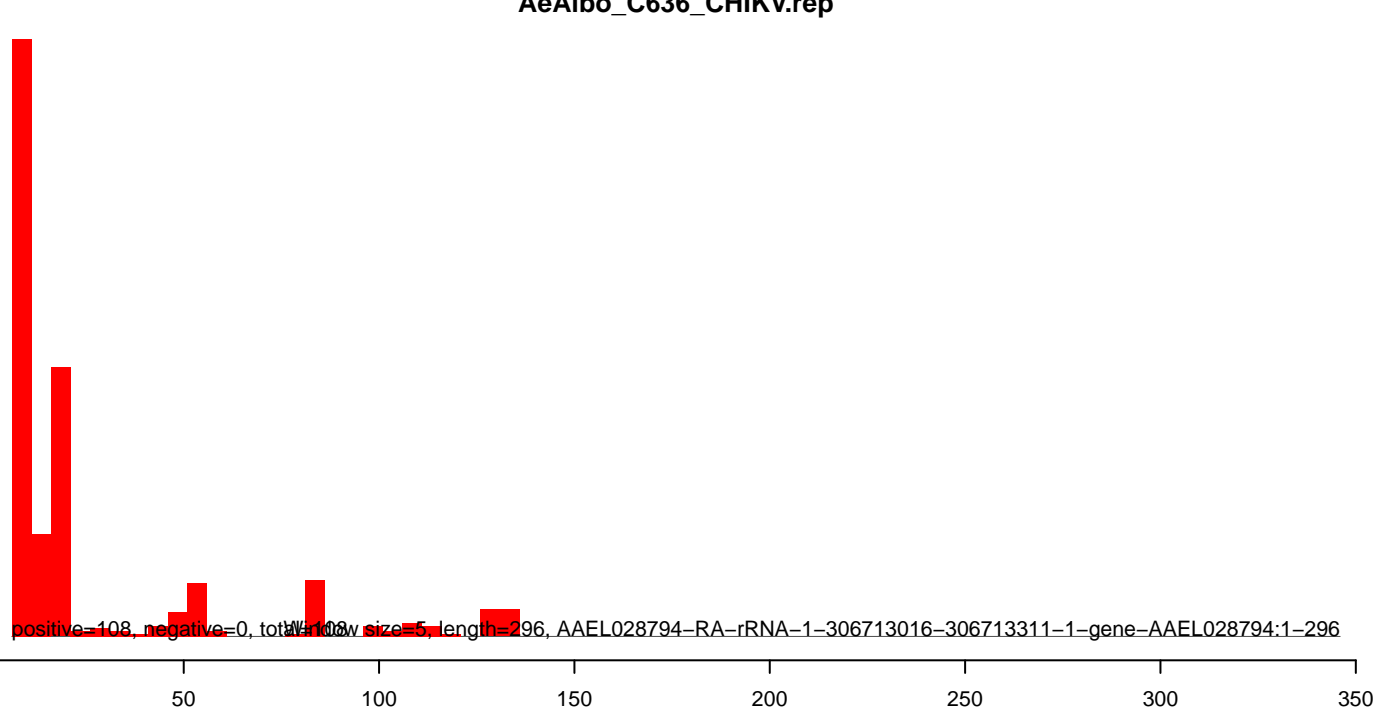 AeAlbo_C636_CHIKV.rep
positive=108, negative=0, total=108
Window size=5, length=296, AAEL028794−RA−rRNA−1−306713016−306713311−1−gene−AAEL028794:1−296
50 100 150 200 250 300 350